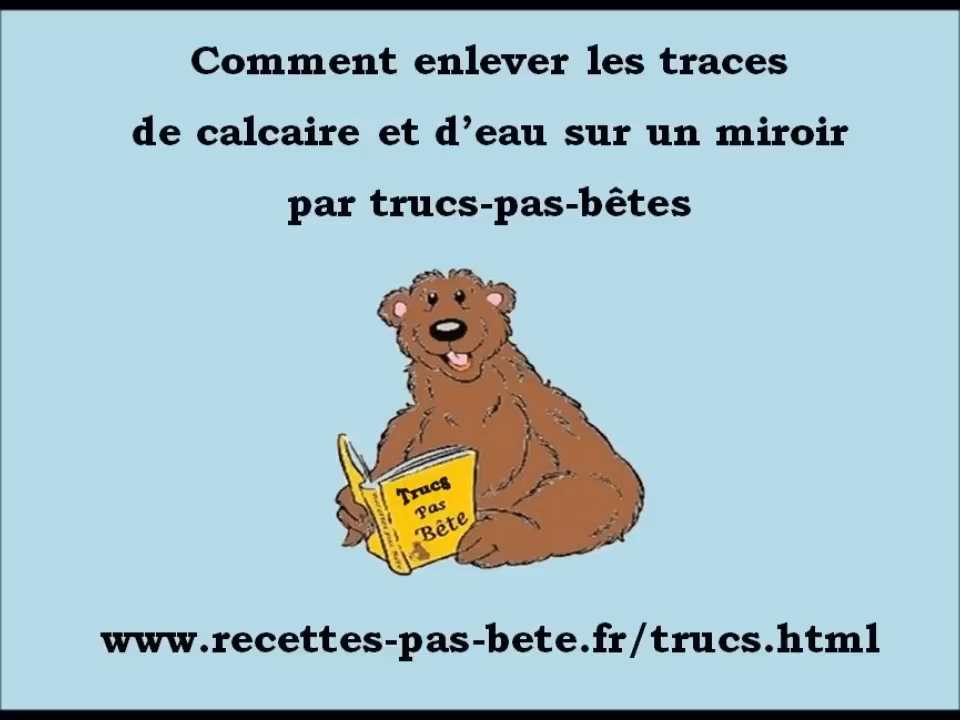 Comment enlever les traces
de calcaire et d’eau sur un miroir
par trucs-pas-bêtes
Trucs
Pas
Bête
www.recettes-pas-bete.fr/trucs.html